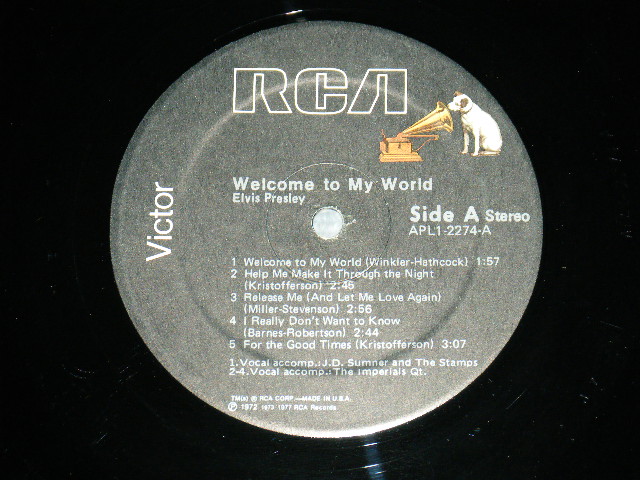 RCA
Victor
Welcome to My World
Elvis Presley
Side A Stereo
APL1-2274-A
1 Welcome to My World (Winkler-Hathcock) 1:57
2 Help Me Make It Through the Night
(Kristofferson) 2:45
3 Release Me (And Let Me Love Again)
(Miller-Stevenson) 2:56
4 I Really Don't Want to Know
(Barnes-Robertson) 2:44
5 For the Good Times (Kristofferson) 3:07
1.Vocal accomp.:J.D. Sumner and The Stamps
2-4.Vocal accomp.:The Imperials Qt.
TM(s) ® RCA CORP.—MADE IN U.S.A.
℗ 1972 1973 1977 RCA Records